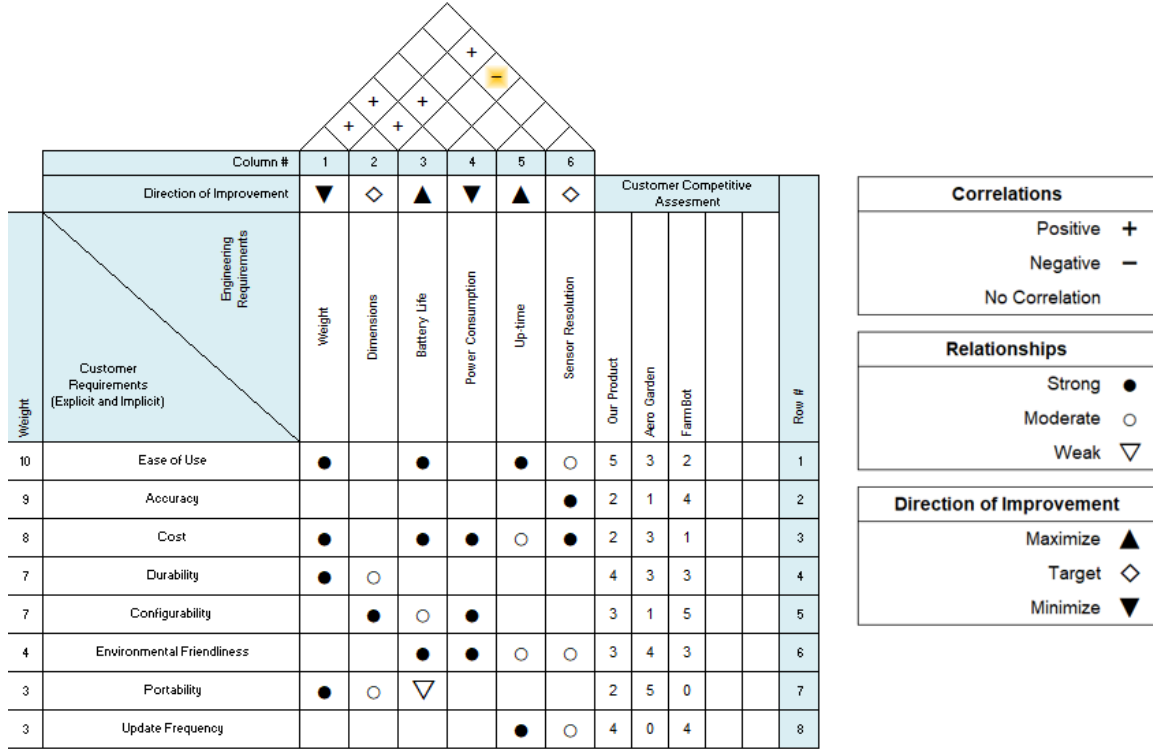 +
−
+ +
+ +
Column # 1 2 3 4 5 6
Direction of Improvement ▼ ◇ ▲ ▼ ▲ ◇
Customer Competitive
Assesment
Engineering
Requirements
Customer
Requirements
(Explicit and Implicit)
Weight
Weight
Dimensions
Battery Life
Power Consumption
Up-time
Sensor Resolution
Our Product
Aero Garden
FarmBot
Row #
10 Ease of Use ● ● ● ○ 5 3 2 1
9 Accuracy ● 2 1 4 2
8 Cost ● ● ● ○ ● 2 3 1 3
7 Durability ● ○ 4 3 3 4
7 Configurability ● ○ ● 3 1 5 5
4 Environmental Friendliness ● ● ○ ○ 3 4 3 6
3 Portability ● ○ ▽ 2 5 0 7
3 Update Frequency ● ○ 4 0 4 8
Correlations
Positive +
Negative −
No Correlation
Relationships
Strong ●
Moderate ○
Weak ▽
Direction of Improvement
Maximize ▲
Target ◇
Minimize ▼